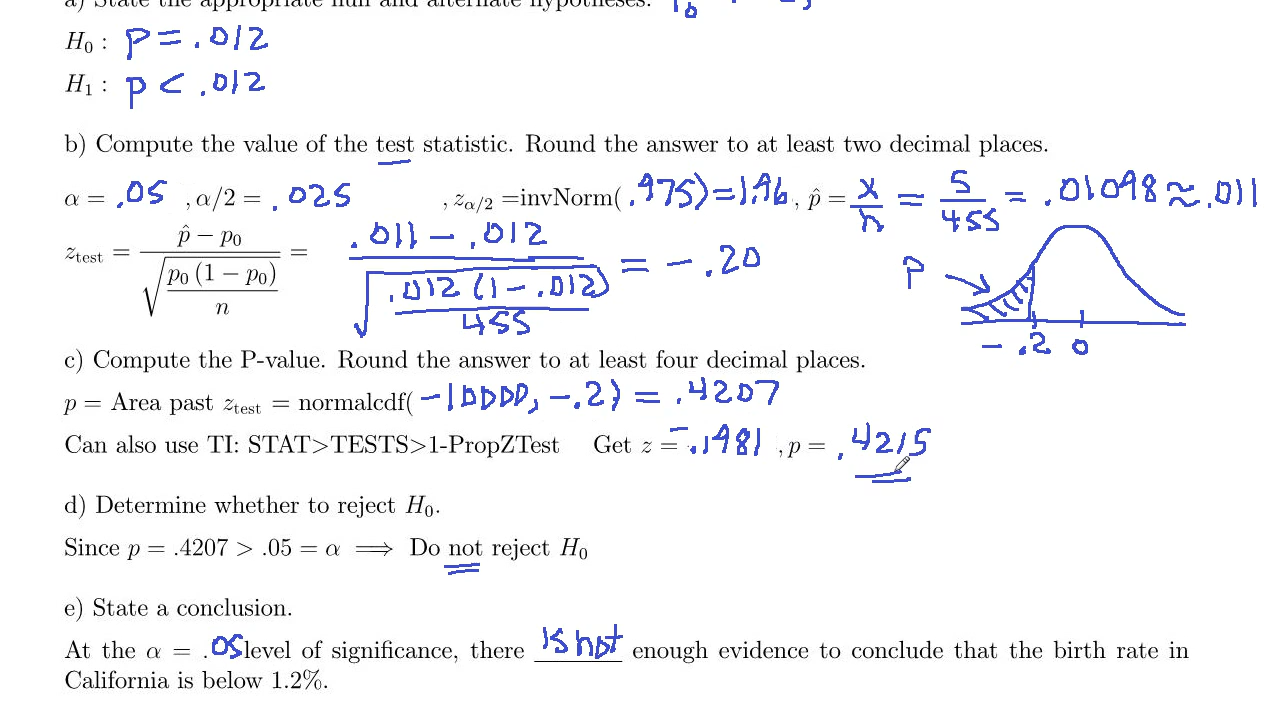 a) State the appropriate null and alternate hypotheses.
H₀ : p = .012
H₁ : p < .012
b) Compute the value of the test statistic. Round the answer to at least two decimal places.
α = .05 , α/2 = .025 , z_{α/2} =invNorm( .975) = 1.96 , p̂ = x/n = 5/455 = .01098 ≈ .011
z_test = (p̂ − p₀)/√(p₀ (1 − p₀)/n) = (.011 − .012)/√(.012 (1 − .012)/455) = −.20
P
−.2 0
c) Compute the P-value. Round the answer to at least four decimal places.
p = Area past z_test = normalcdf( −10000, −.2) = .4207
Can also use TI: STAT>TESTS>1-PropZTest Get z = −.1981 , p = .4215
d) Determine whether to reject H₀.
Since p = .4207 > .05 = α ⟹ Do not reject H₀
e) State a conclusion.
At the α = .05 level of significance, there is not enough evidence to conclude that the birth rate in
California is below 1.2%.